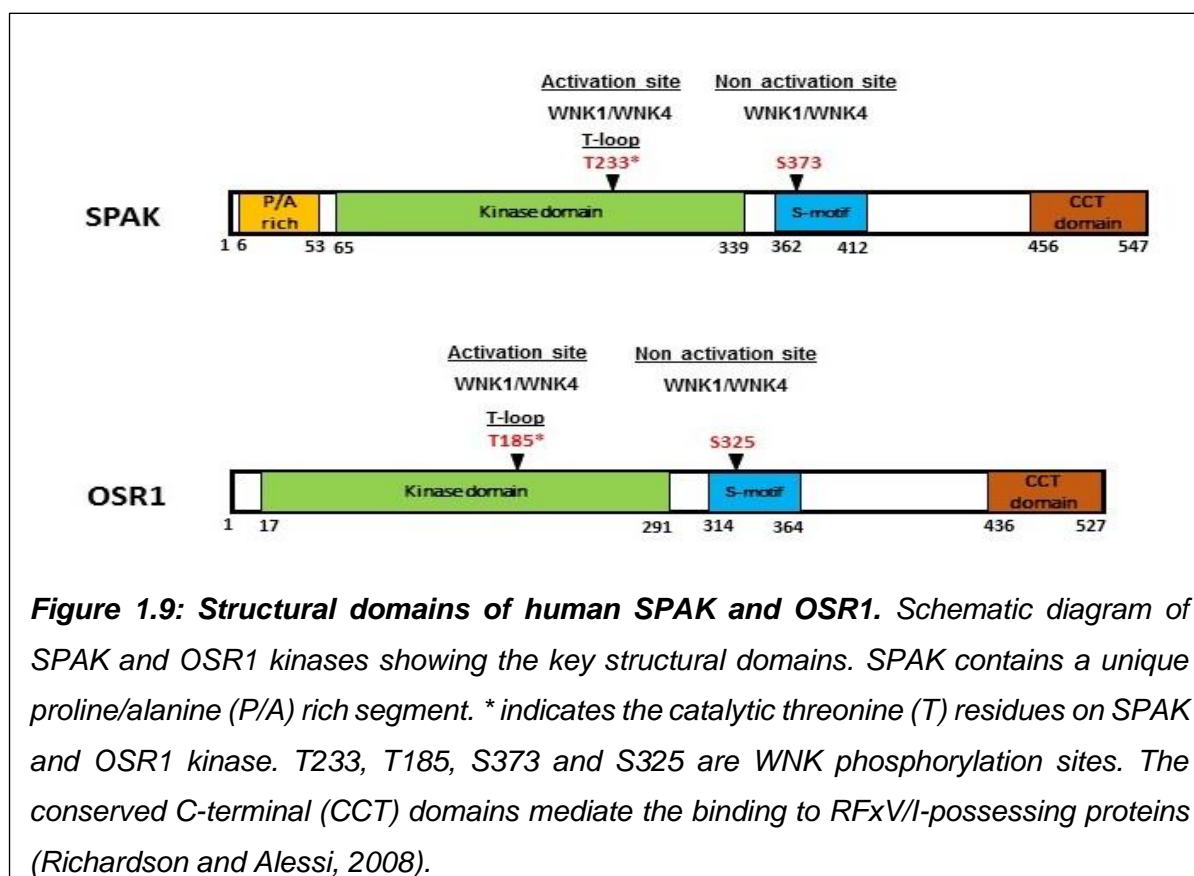 Activation site Non activation site
WNK1/WNK4 WNK1/WNK4
T-loop
T233* S373
SPAK
P/A rich Kinase domain S-motif CCT domain
1 6 53 65 339 362 412 456 547
Activation site Non activation site
WNK1/WNK4 WNK1/WNK4
T-loop
T185* S325
OSR1
Kinase domain S-motif CCT domain
1 17 291 314 364 436 527
Figure 1.9: Structural domains of human SPAK and OSR1. Schematic diagram of
SPAK and OSR1 kinases showing the key structural domains. SPAK contains a unique
proline/alanine (P/A) rich segment. * indicates the catalytic threonine (T) residues on SPAK
and OSR1 kinase. T233, T185, S373 and S325 are WNK phosphorylation sites. The
conserved C-terminal (CCT) domains mediate the binding to RFxV/I-possessing proteins
(Richardson and Alessi, 2008).